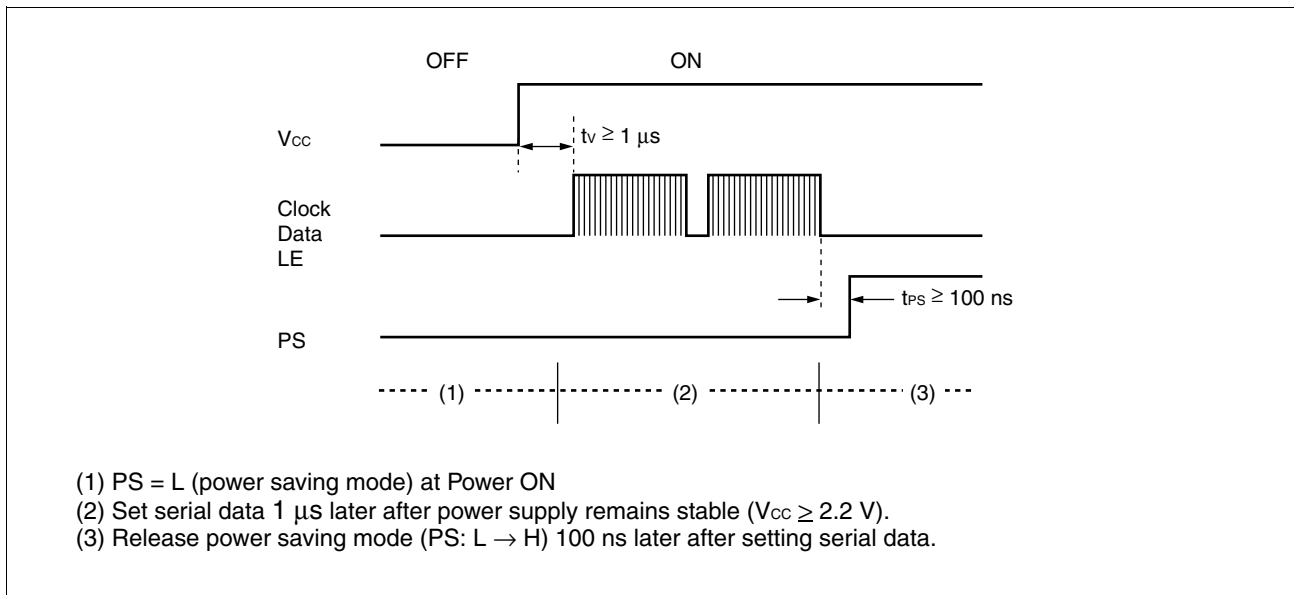 OFF ON
VCC
tV ≥ 1 μs
Clock
Data
LE
tPS ≥ 100 ns
PS
(1) (2) (3)
(1) PS = L (power saving mode) at Power ON
(2) Set serial data 1 μs later after power supply remains stable (VCC ≥ 2.2 V).
(3) Release power saving mode (PS: L → H) 100 ns later after setting serial data.